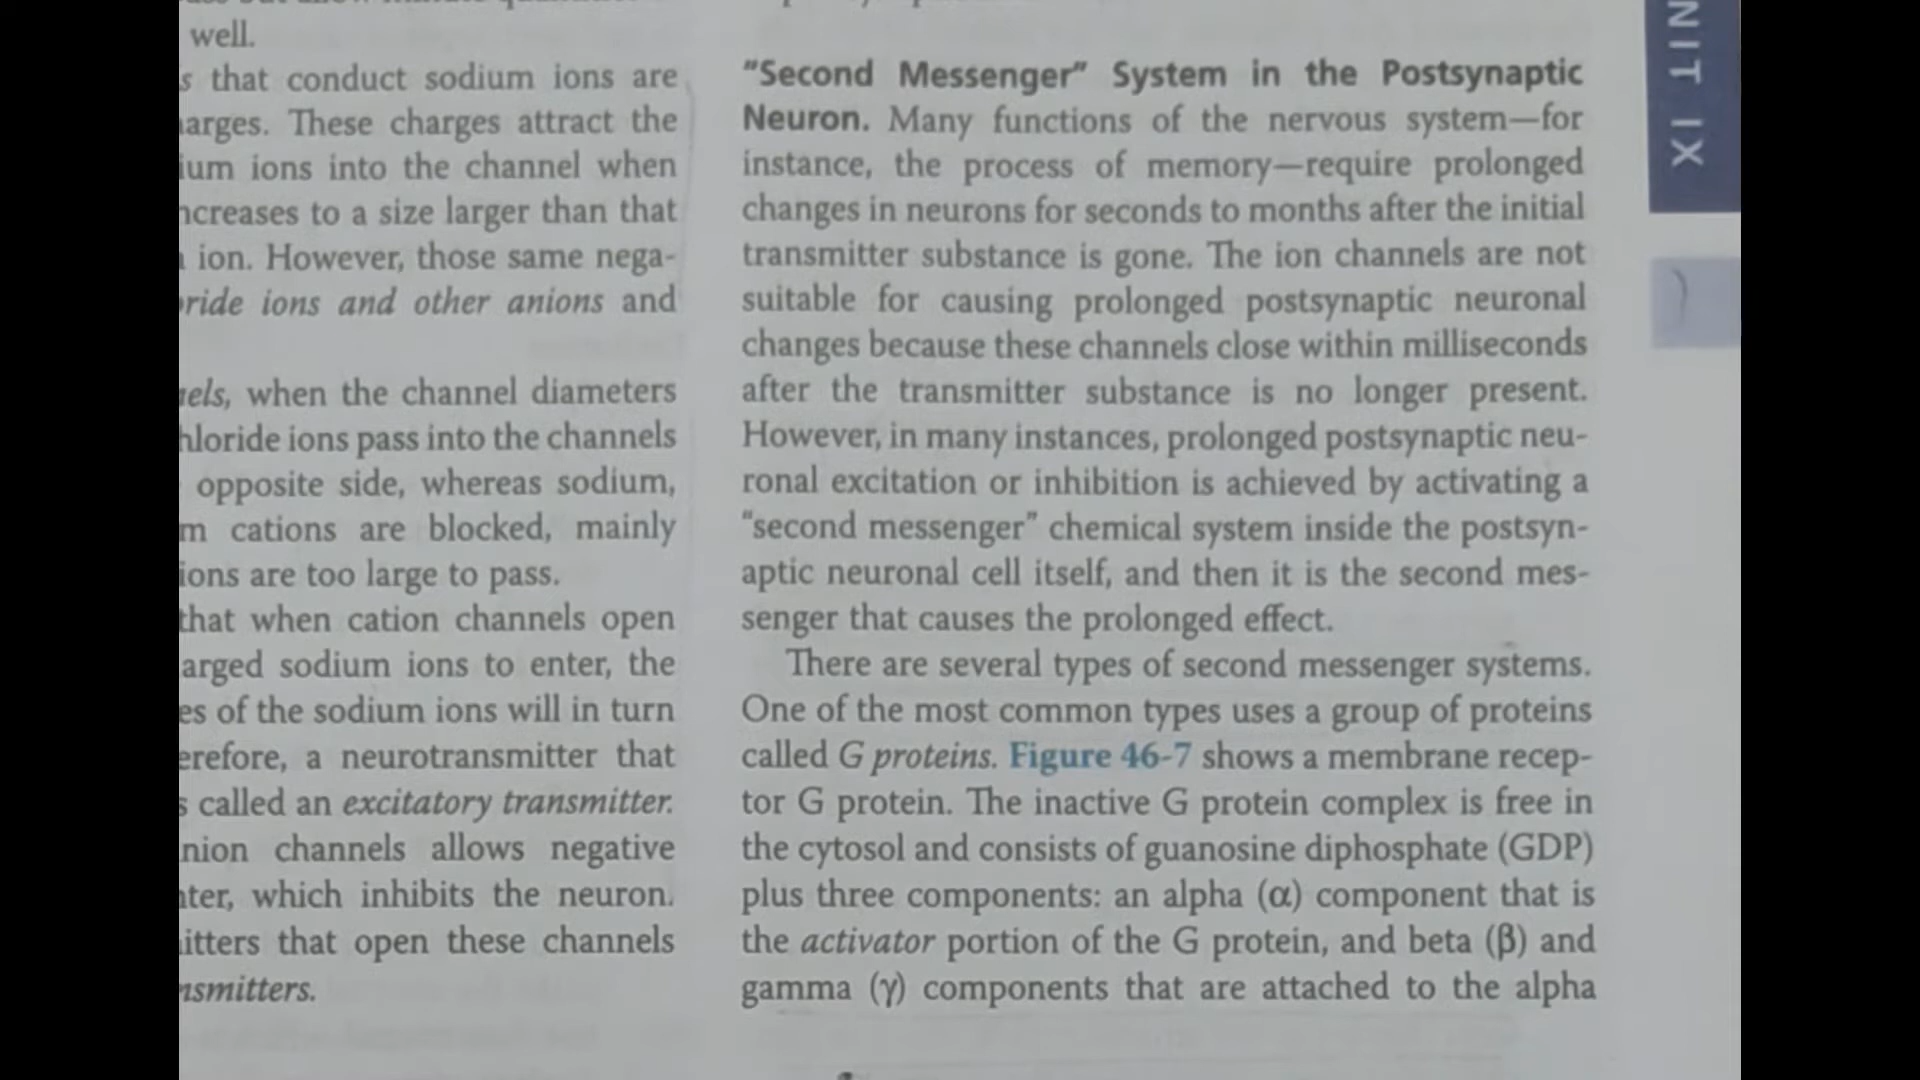 well.
that conduct sodium ions are
These charges attract the
ions into the channel when
to a size larger than that
ion. However, those same nega-
ions and other anions and
when the channel diameters
ions pass into the channels
opposite side, whereas sodium,
cations are blocked, mainly
ions are too large to pass.
that when cation channels open
sodium ions to enter, the
of the sodium ions will in turn
a neurotransmitter that
called an excitatory transmitter.
channels allows negative
which inhibits the neuron.
that open these channels
"Second Messenger" System in the Postsynaptic
Neuron. Many functions of the nervous system—for
instance, the process of memory—require prolonged
changes in neurons for seconds to months after the initial
transmitter substance is gone. The ion channels are not
suitable for causing prolonged postsynaptic neuronal
changes because these channels close within milliseconds
after the transmitter substance is no longer present.
However, in many instances, prolonged postsynaptic neu-
ronal excitation or inhibition is achieved by activating a
"second messenger" chemical system inside the postsyn-
aptic neuronal cell itself, and then it is the second mes-
senger that causes the prolonged effect.
There are several types of second messenger systems.
One of the most common types uses a group of proteins
called G proteins. Figure 46-7 shows a membrane recep-
tor G protein. The inactive G protein complex is free in
the cytosol and consists of guanosine diphosphate (GDP)
plus three components: an alpha (α) component that is
the activator portion of the G protein, and beta (β) and
gamma (γ) components that are attached to the alpha
NIT IX